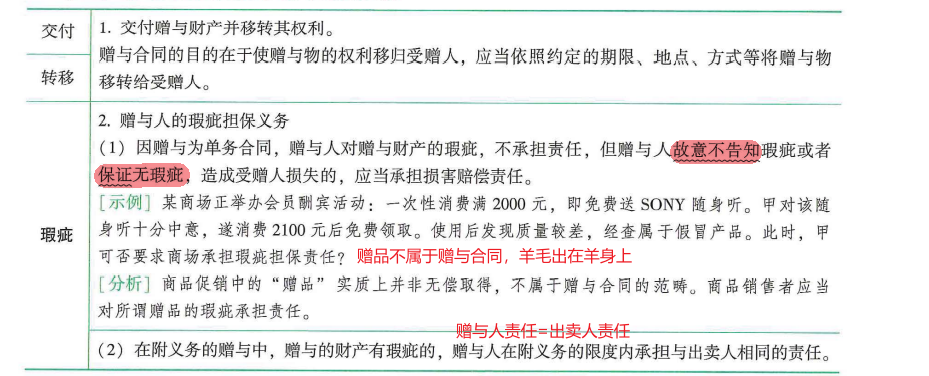 交付
转移
1. 交付赠与财产并移转其权利。
赠与合同的目的在于使赠与物的权利移归受赠人，应当依照约定的期限、地点、方式等将赠与物
移转给受赠人。
瑕疵
2. 赠与人的瑕疵担保义务
（1）因赠与为单务合同，赠与人对赠与财产的瑕疵，不承担责任，但赠与人故意不告知瑕疵或者
保证无瑕疵，造成受赠人损失的，应当承担损害赔偿责任。
［示例］某商场正举办会员酬宾活动：一次性消费满 2000 元，即免费送 SONY 随身听。甲对该随
身听十分中意，遂消费 2100 元后免费领取。使用后发现质量较差，经查属于假冒产品。此时，甲
可否要求商场承担瑕疵担保责任？ 赠品不属于赠与合同，羊毛出在羊身上
［分析］商品促销中的“赠品”实质上并非无偿取得，不属于赠与合同的范畴。商品销售者应当
对所谓赠品的瑕疵承担责任。
赠与人责任=出卖人责任
（2）在附义务的赠与中，赠与的财产有瑕疵的，赠与人在附义务的限度内承担与出卖人相同的责任。